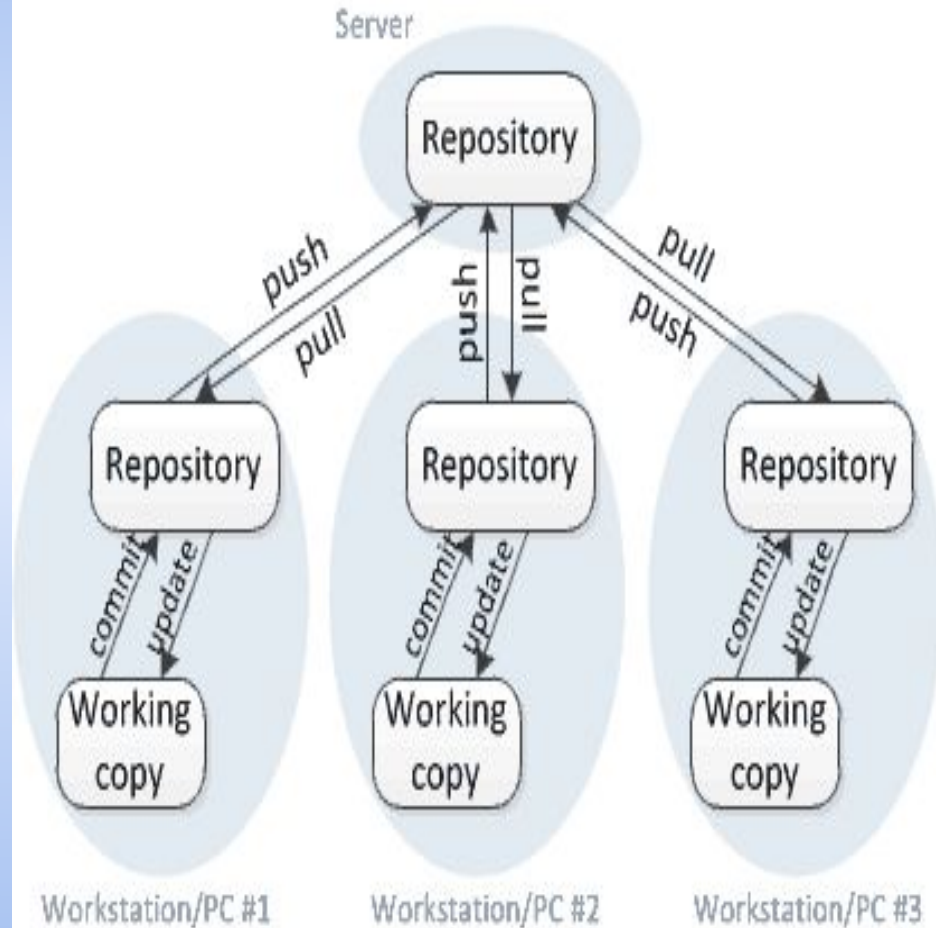 Server
Repository
push
pull
push
pull
pull
push
Repository
Repository
Repository
commit
update
commit
update
commit
update
Working
copy
Working
copy
Working
copy
Workstation/PC #1
Workstation/PC #2
Workstation/PC #3